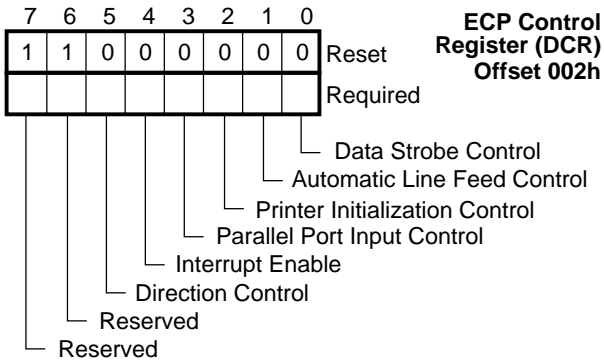 7 6 5 4 3 2 1 0
ECP Control
Register (DCR)
Offset 002h
1 1 0 0 0 0 0 0 Reset
Required
Data Strobe Control
Automatic Line Feed Control
Printer Initialization Control
Parallel Port Input Control
Interrupt Enable
Direction Control
Reserved
Reserved